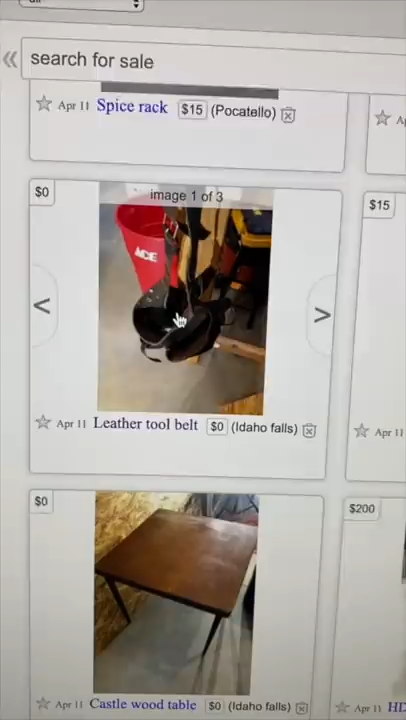 «
search for sale
Apr 11 Spice rack $15 (Pocatello)
$0
image 1 of 3
ACE
$15
< >
Apr 11 Leather tool belt $0 (Idaho falls)
Apr 11
$0
$200
Apr 11 Castle wood table $0 (Idaho falls)
Apr 11 HD